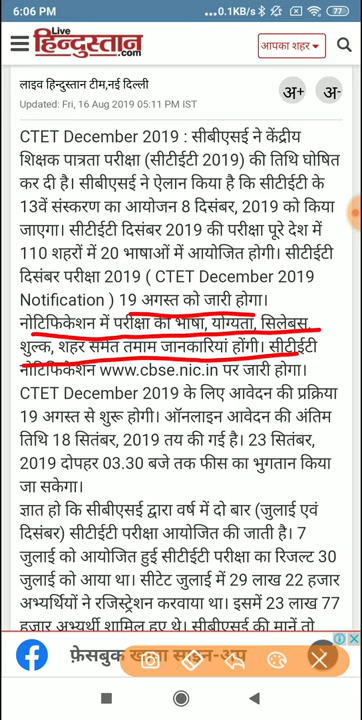 6:06 PM
...0.1KB/s
77
Live
हिन्दुस्तान
.com
आपका शहर
लाइव हिन्दुस्तान टीम,नई दिल्ली
Updated: Fri, 16 Aug 2019 05:11 PM IST
अ+ अ-
CTET December 2019 : सीबीएसई ने केंद्रीय
शिक्षक पात्रता परीक्षा (सीटीईटी 2019) की तिथि घोषित
कर दी है। सीबीएसई ने ऐलान किया है कि सीटीईटी के
13वें संस्करण का आयोजन 8 दिसंबर, 2019 को किया
जाएगा। सीटीईटी दिसंबर 2019 की परीक्षा पूरे देश में
110 शहरों में 20 भाषाओं में आयोजित होगी। सीटीईटी
दिसंबर परीक्षा 2019 ( CTET December 2019
Notification ) 19 अगस्त को जारी होगा।
नोटिफिकेशन में परीक्षा की भाषा, योग्यता, सिलेबस,
शुल्क, शहर समेत तमाम जानकारियां होंगी। सीटीईटी
नोटिफिकेशन www.cbse.nic.in पर जारी होगा।
CTET December 2019 के लिए आवेदन की प्रक्रिया
19 अगस्त से शुरू होगी। ऑनलाइन आवेदन की अंतिम
तिथि 18 सितंबर, 2019 तय की गई है। 23 सितंबर,
2019 दोपहर 03.30 बजे तक फीस का भुगतान किया
जा सकेगा।
ज्ञात हो कि सीबीएसई द्वारा वर्ष में दो बार (जुलाई एवं
दिसंबर) सीटीईटी परीक्षा आयोजित की जाती है। 7
जुलाई को आयोजित हुई सीटीईटी परीक्षा का रिजल्ट 30
जुलाई को आया था। सीटेट जुलाई में 29 लाख 22 हजार
अभ्यर्थियों ने रजिस्ट्रेशन करवाया था। इसमें 23 लाख 77
हजार अभ्यर्थी शामिल हुए थे। सीबीएसई की मानें तो
फ़ेसबुक